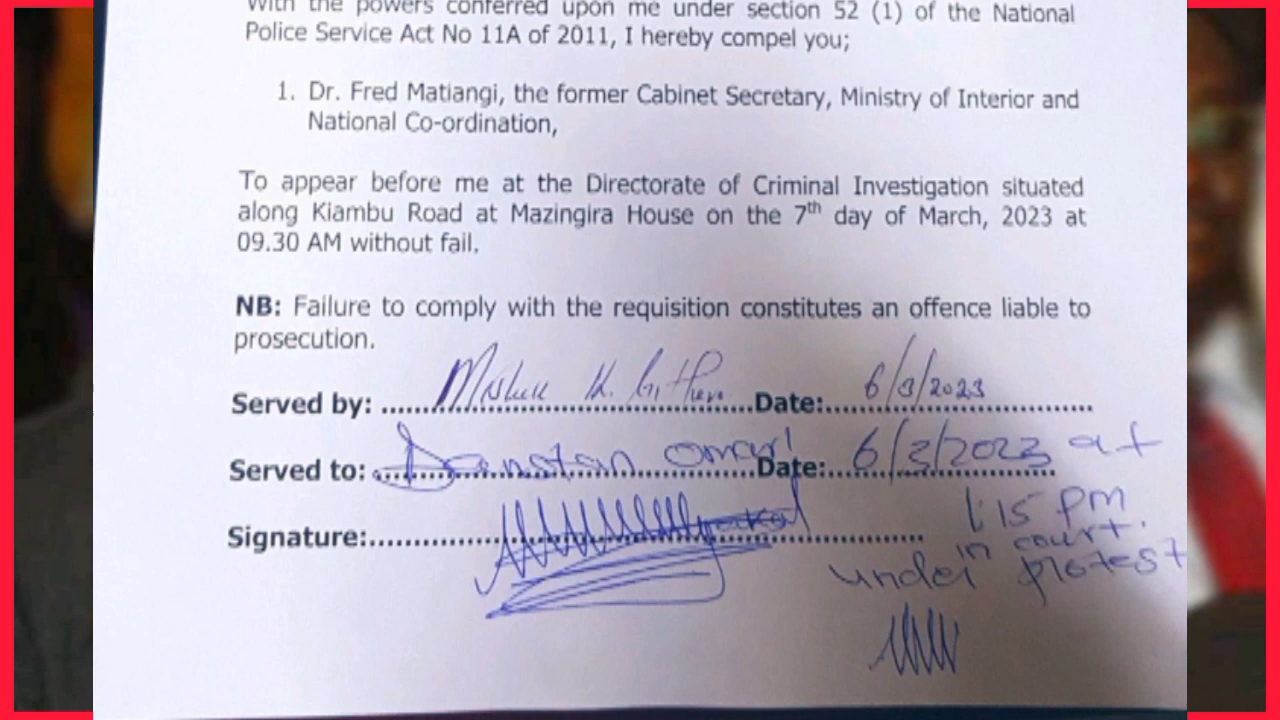 With the powers conferred upon me under section 52 (1) of the National
Police Service Act No 11A of 2011, I hereby compel you;
1. Dr. Fred Matiangi, the former Cabinet Secretary, Ministry of Interior and
National Co-ordination,
To appear before me at the Directorate of Criminal Investigation situated
along Kiambu Road at Mazingira House on the 7th day of March, 2023 at
09.30 AM without fail.
NB: Failure to comply with the requisition constitutes an offence liable to
prosecution.
Served by: Date: 6/3/2023
Served to: Danstan Omari Date: 6/3/2023 at
1:15 pm
Signature: in court
under protest